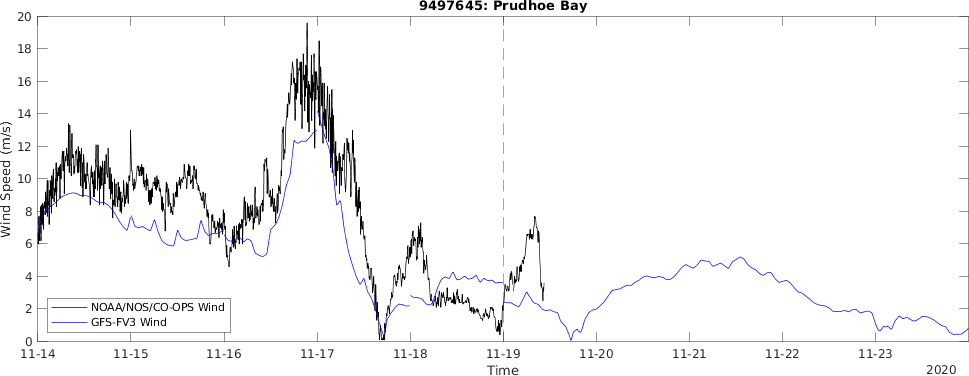 9497645: Prudhoe Bay
20
18
16
14
12
10
8
6
4
2
0
Wind Speed (m/s)
NOAA/NOS/CO-OPS Wind
GFS-FV3 Wind
11-14 11-15 11-16 11-17 11-18 11-19 11-20 11-21 11-22 11-23
Time
2020